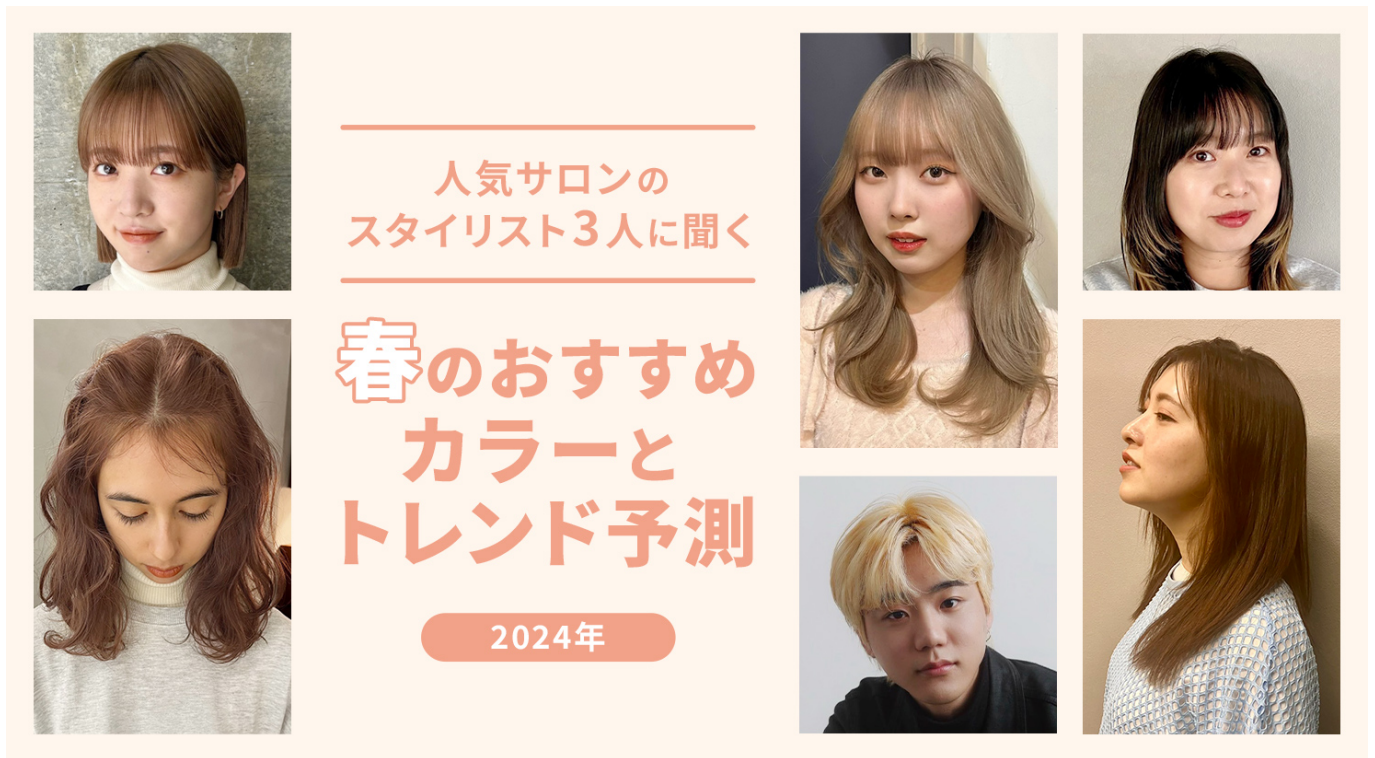 人気サロンの
スタイリスト3人に聞く
春のおすすめ
カラーと
トレンド予測
2024年